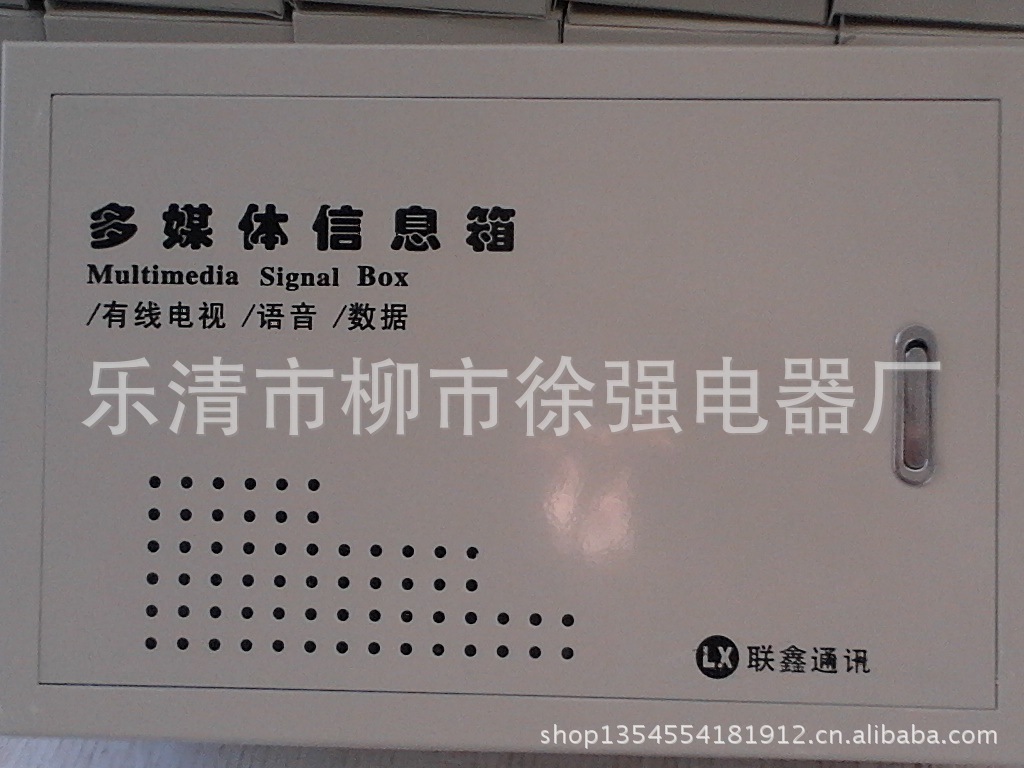 多媒体信息箱
Multimedia Signal Box
/有线电视 /语音 /数据
乐清市柳市徐强电器厂
LX 联鑫通讯
shop1354554181912.cn.alibaba.com